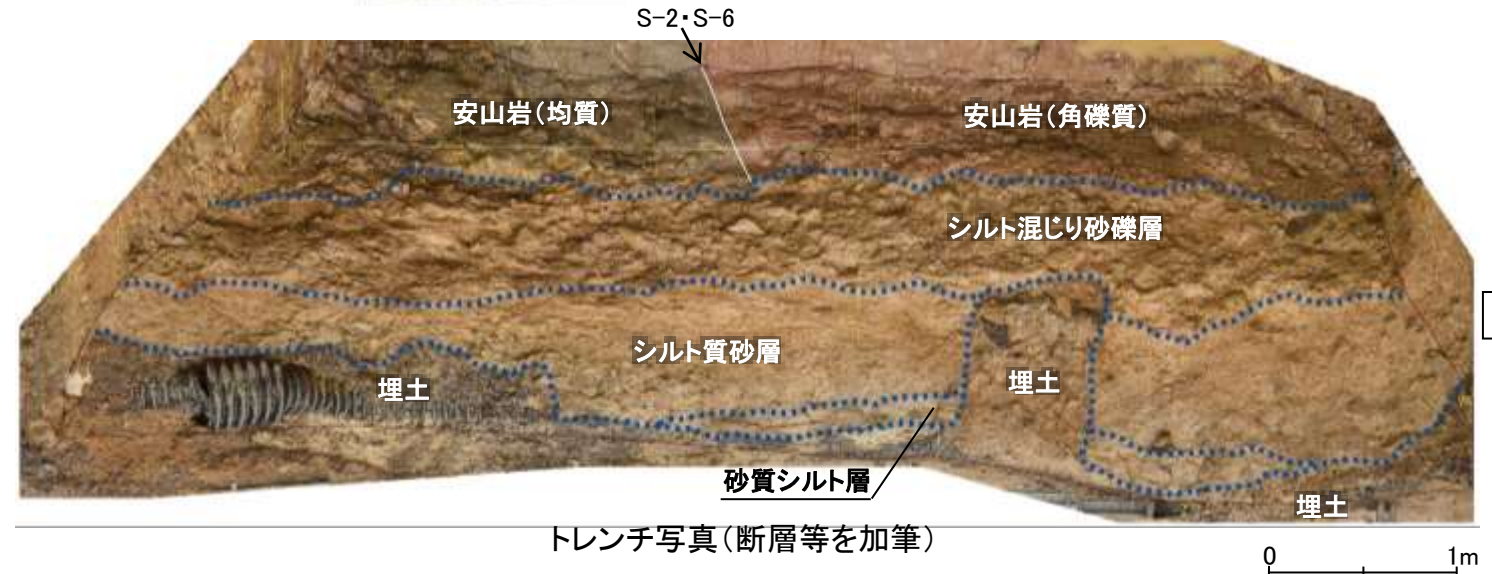 S-2・S-6
安山岩(均質)
安山岩(角礫質)
シルト混じり砂礫層
シルト質砂層
埋土
埋土
砂質シルト層
埋土
トレンチ写真(断層等を加筆)
0 1m